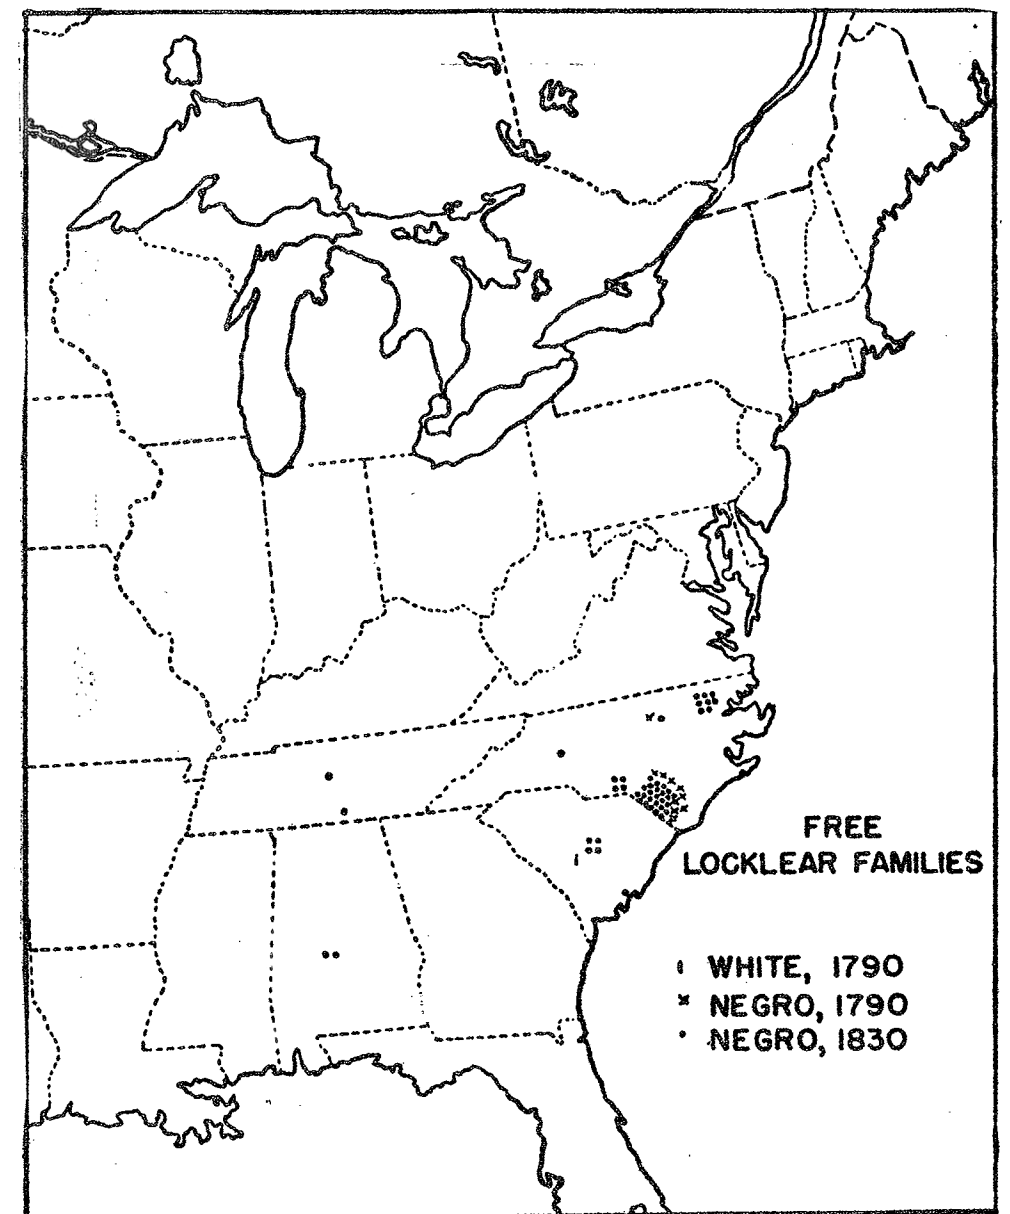 FREE
LOCKLEAR FAMILIES
WHITE, 1790
× NEGRO, 1790
• NEGRO, 1830